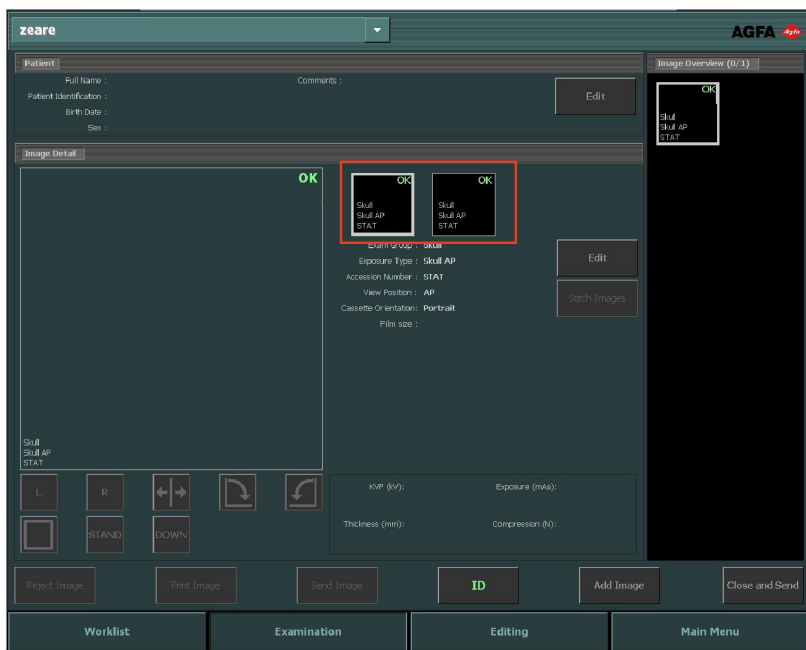 zeare
AGFA Agfa
Patient
Full Name :
Comments :
Patient Identification :
Birth Date :
Sex :
Edit
Image Overview (0/1)
OK
Skull
Skull AP
STAT
Image Detail
OK
Skull
Skull AP
STAT
OK
Skull
Skull AP
STAT
OK
Skull
Skull AP
STAT
Exam Group : Skull
Exposure Type : Skull AP
Accession Number : STAT
View Position : AP
Cassette Orientation: Portrait
Film size :
Edit
Stitch Images
L
R
STAND
DOWN
KVP (kV):
Exposure (mAs):
Thickness (mm):
Compression (N):
Reject Image
Print Image
Send Image
ID
Add Image
Close and Send
Worklist
Examination
Editing
Main Menu